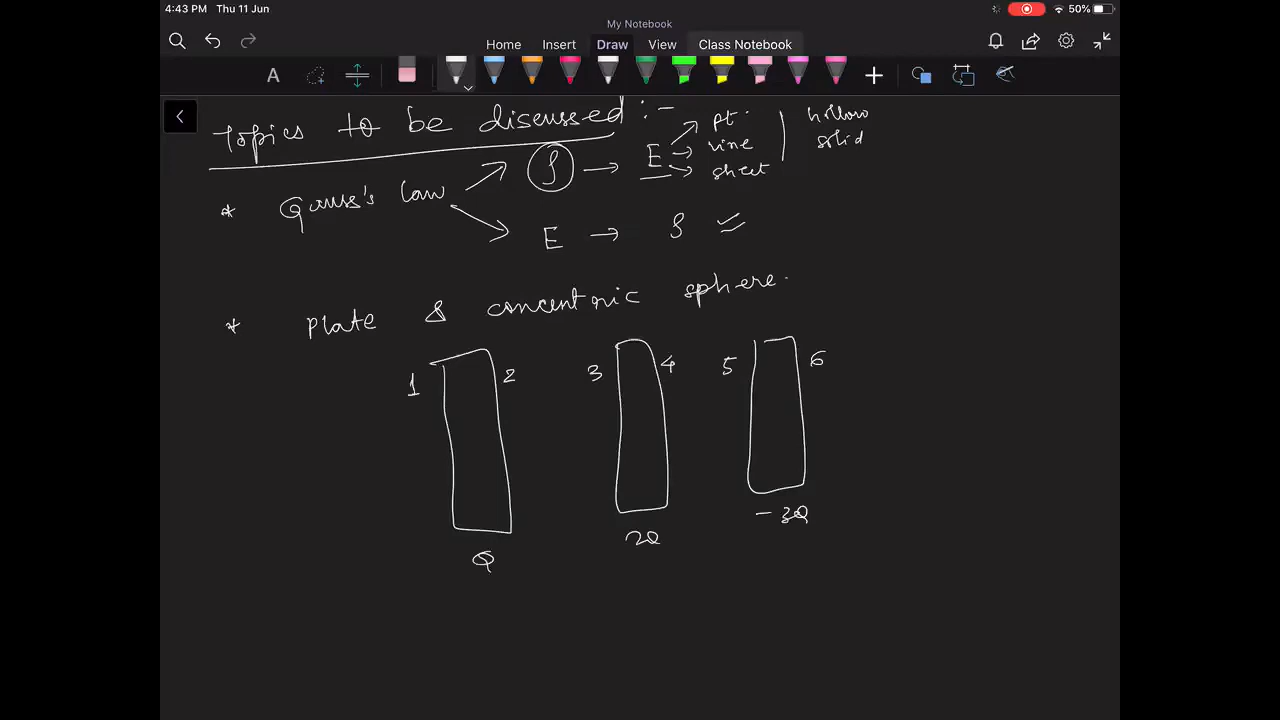 4:43 PM Thu 11 Jun
50%
My Notebook
Home Insert Draw View Class Notebook
A
Topics to be discussed :-
* Gauss's law
ρ → E → pt.
→ line
→ sheet
hollow
solid
E → ρ
* Plate & concentric sphere.
1 2 3 4 5 6
Q 2Q -3Q